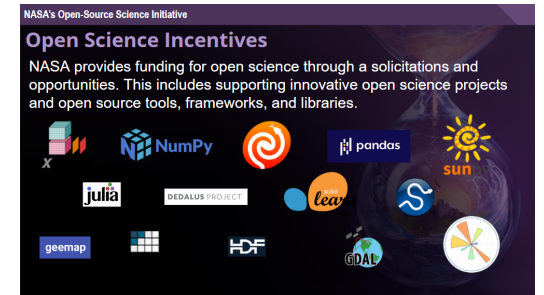 NASA's Open-Source Science Initiative
Open Science Incentives
NASA provides funding for open science through a solicitations and
opportunities. This includes supporting innovative open science projects
and open source tools, frameworks, and libraries.
x
NumPy
pandas
sun
julia
DEDALUS PROJECT
scikit
learn
geemap
HDF
GDAL